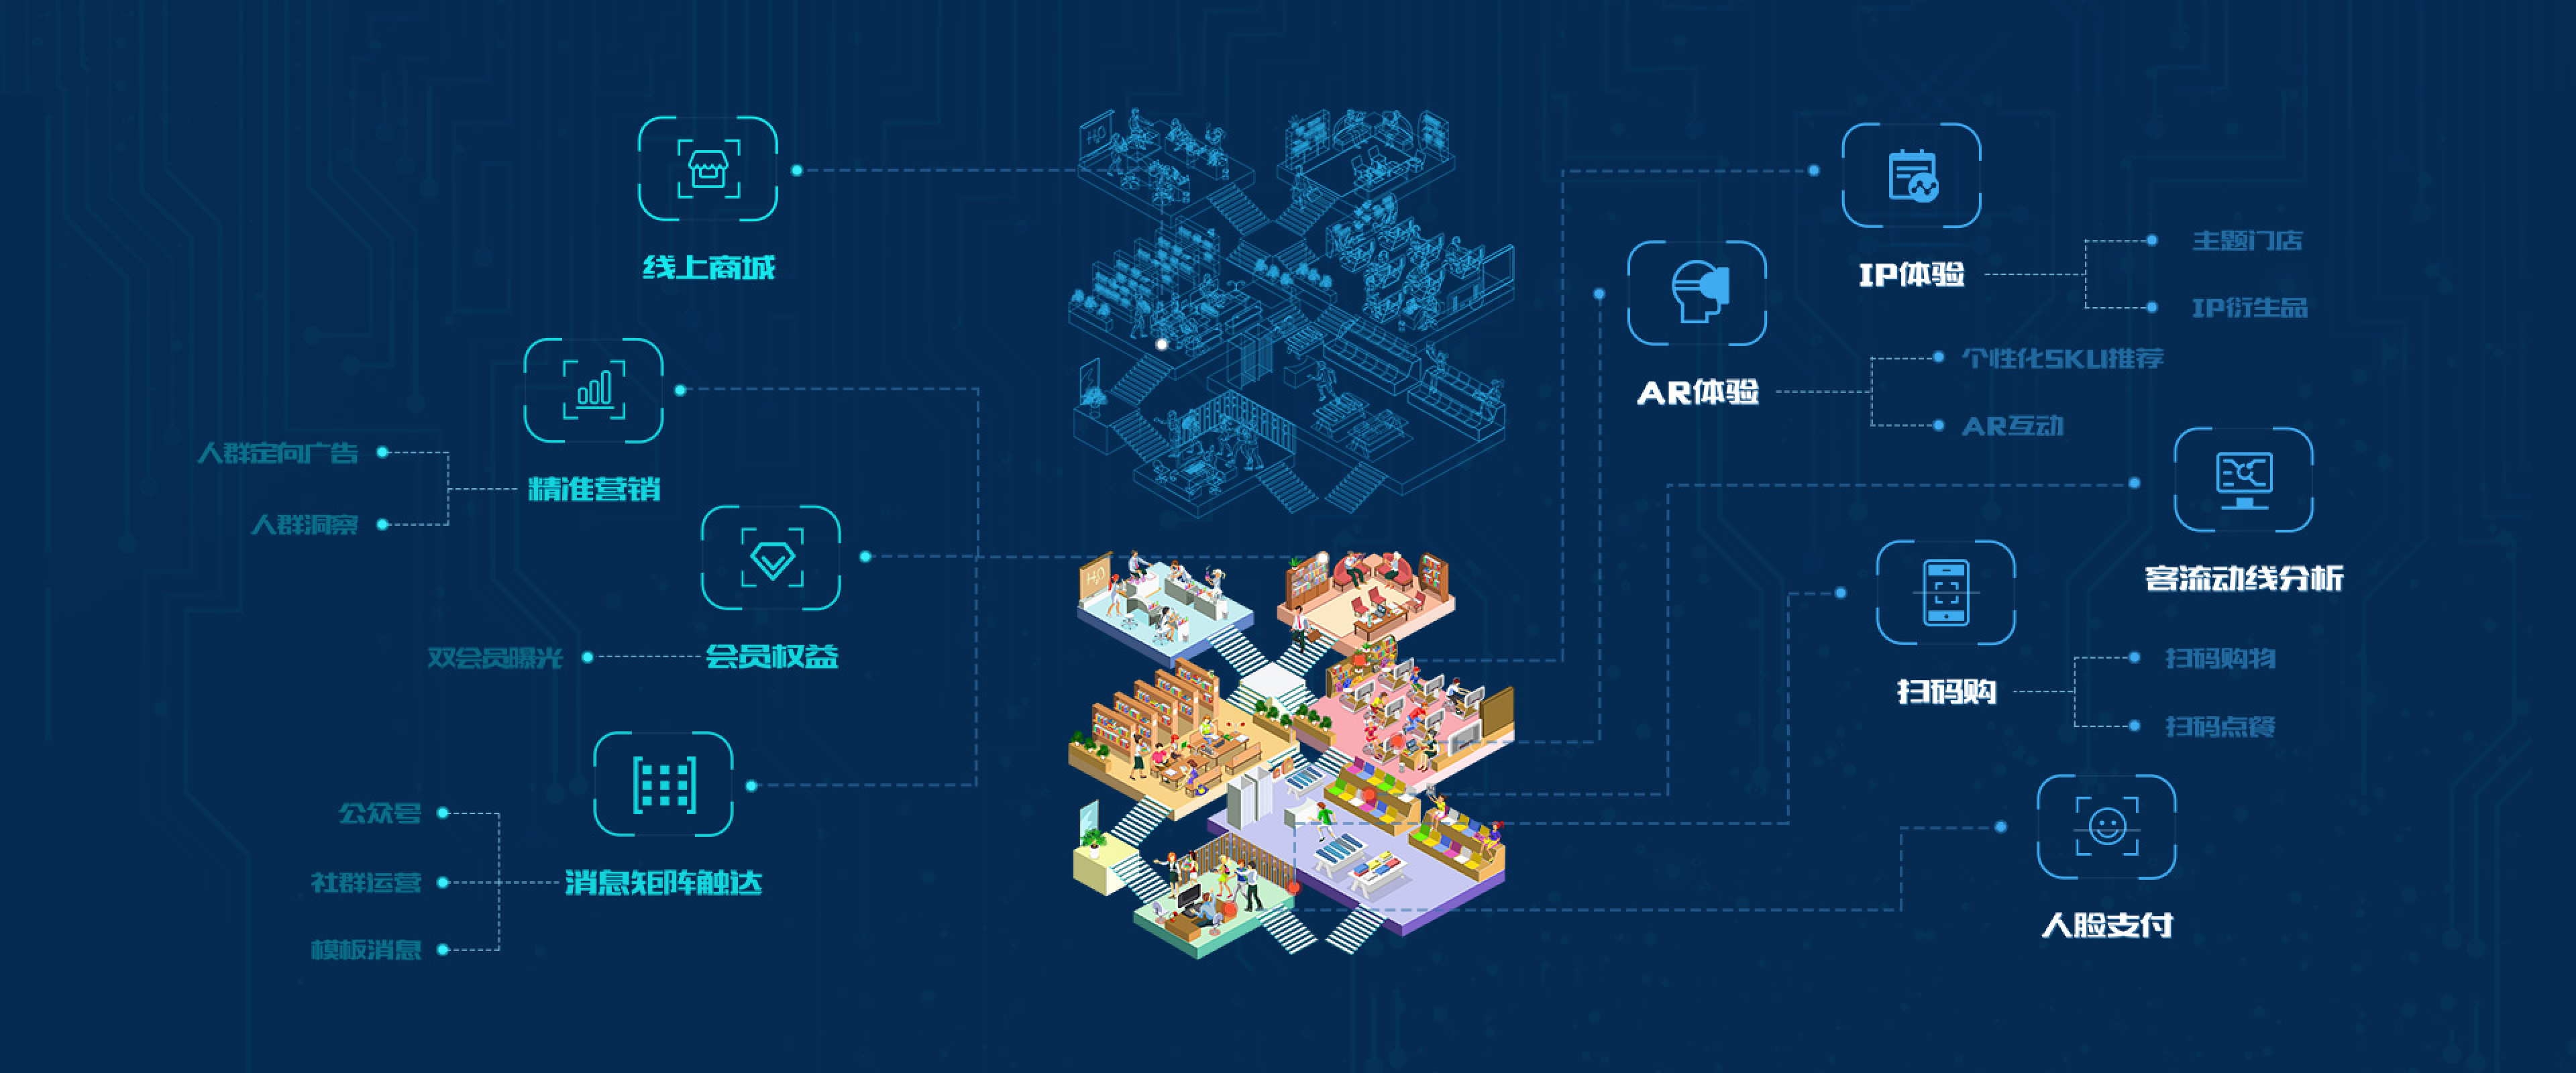 线上商城
精准营销
人群定向广告
人群洞察
会员权益
双会员曝光
消息矩阵触达
公众号
社群运营
模板消息
H2O
IP体验
主题门店
IP衍生品
AR体验
个性化SKU推荐
AR互动
客流动线分析
扫码购
扫码购物
扫码点餐
人脸支付